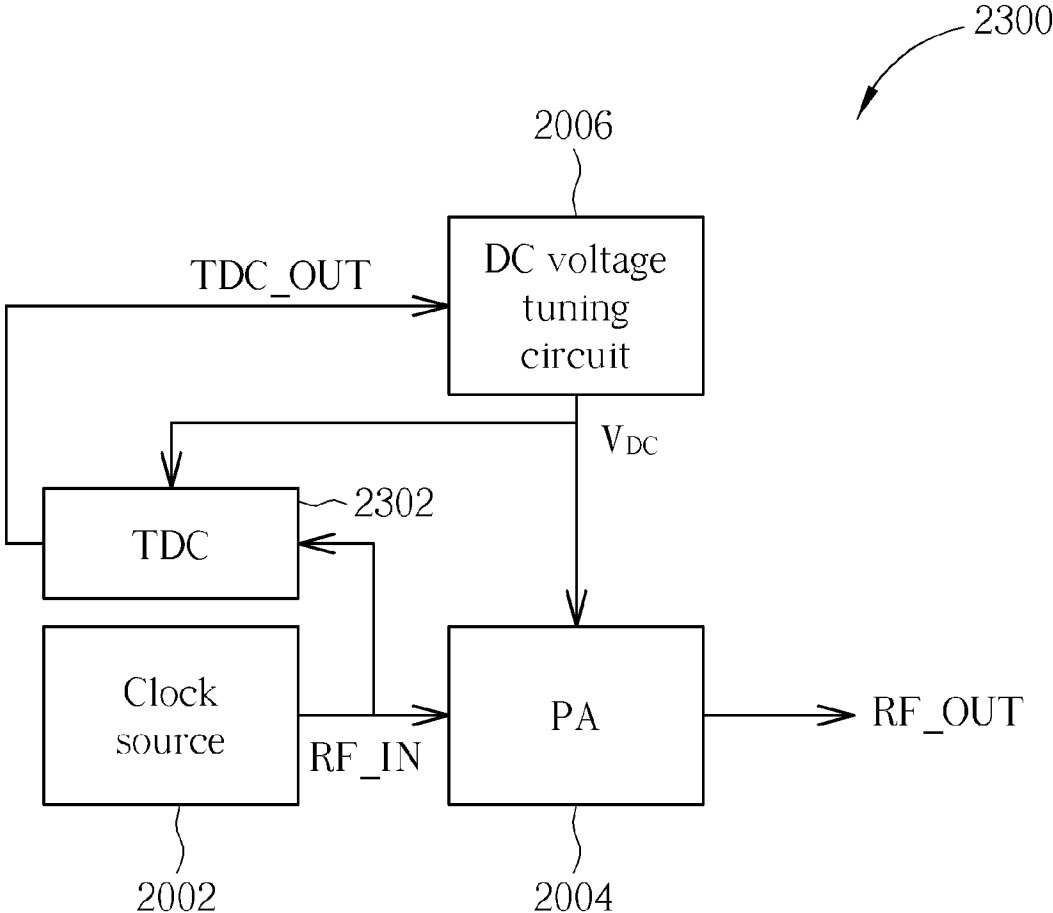 2300
2006
DC voltage
tuning
circuit
TDC_OUT
VDC
2302
TDC
Clock
source
RF_IN
PA
RF_OUT
2002
2004